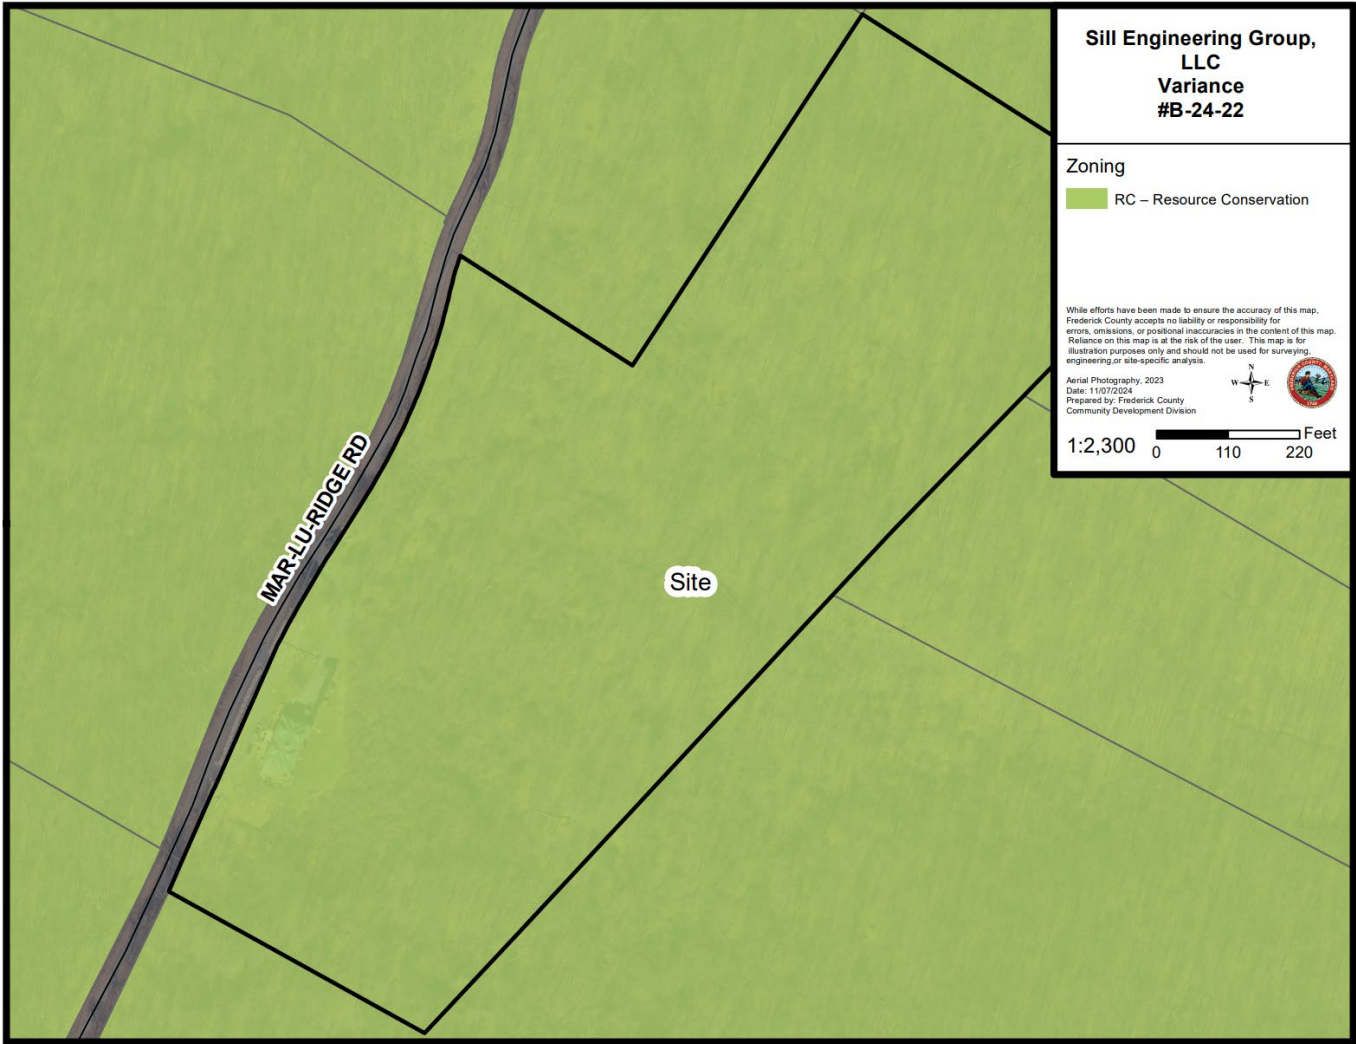 Sill Engineering Group,
LLC
Variance
#B-24-22
Zoning
RC – Resource Conservation
While efforts have been made to ensure the accuracy of this map,
Frederick County accepts no liability or responsibility for
errors, omissions, or positional inaccuracies in the content of this map.
Reliance on this map is at the risk of the user. This map is for
illustration purposes only and should not be used for surveying,
engineering,or site-specific analysis.
Aerial Photography, 2023
Date: 11/07/2024
Prepared by: Frederick County
Community Development Division
N
W E
S
1:2,300
Feet
0 110 220
MAR-LU-RIDGE RD
Site